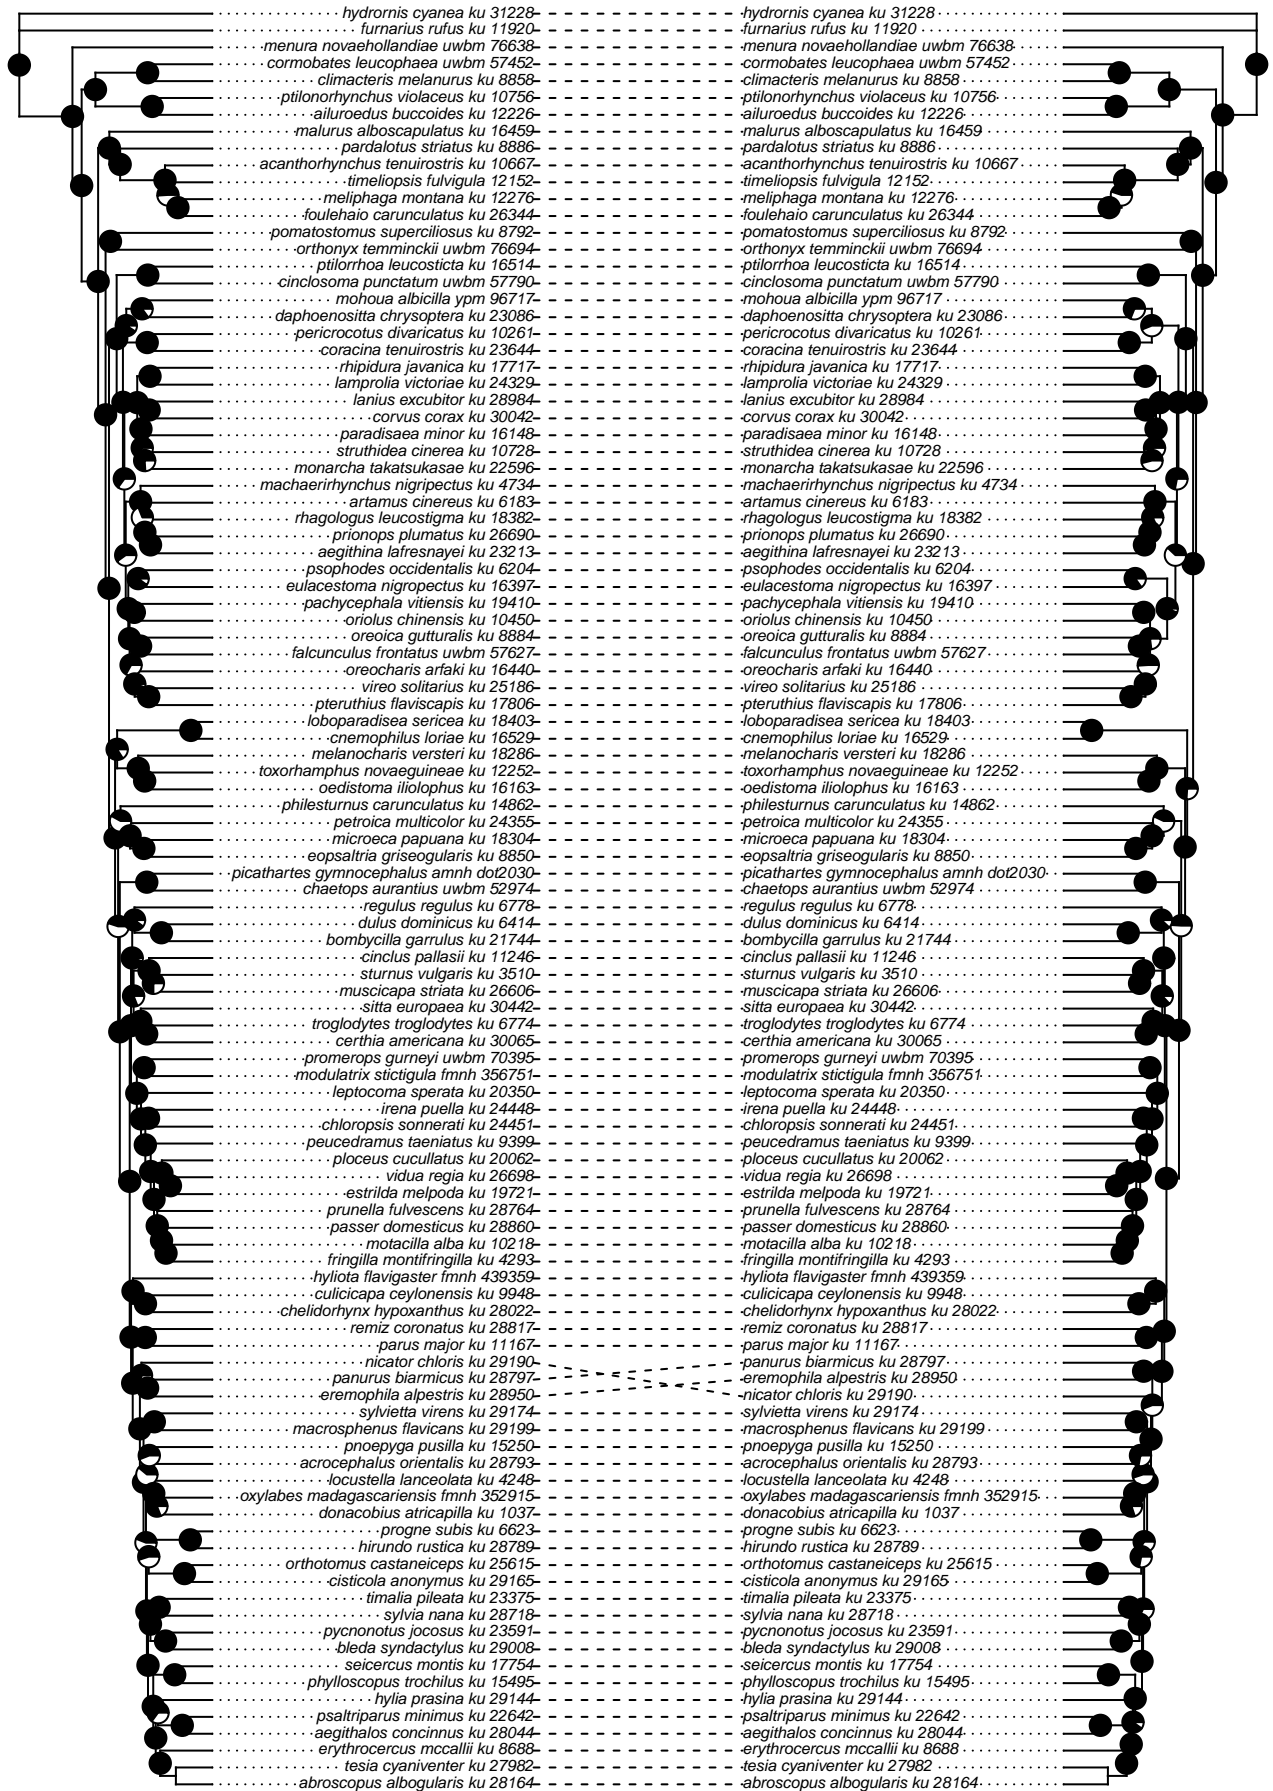 hydrornis cyanea ku 31228 hydrornis cyanea ku 31228
furnarius rufus ku 11920 furnarius rufus ku 11920
menura novaehollandiae uwbm 76638 menura novaehollandiae uwbm 76638
cormobates leucophaea uwbm 57452 cormobates leucophaea uwbm 57452
climacteris melanurus ku 8858 climacteris melanurus ku 8858
ptilonorhynchus violaceus ku 10756 ptilonorhynchus violaceus ku 10756
ailuroedus buccoides ku 12226 ailuroedus buccoides ku 12226
malurus alboscapulatus ku 16459 malurus alboscapulatus ku 16459
pardalotus striatus ku 8886 pardalotus striatus ku 8886
acanthorhynchus tenuirostris ku 10667 acanthorhynchus tenuirostris ku 10667
timeliopsis fulvigula 12152 timeliopsis fulvigula 12152
meliphaga montana ku 12276 meliphaga montana ku 12276
foulehaio carunculatus ku 26344 foulehaio carunculatus ku 26344
pomatostomus superciliosus ku 8792 pomatostomus superciliosus ku 8792
orthonyx temminckii uwbm 76694 orthonyx temminckii uwbm 76694
ptilorrhoa leucosticta ku 16514 ptilorrhoa leucosticta ku 16514
cinclosoma punctatum uwbm 57790 cinclosoma punctatum uwbm 57790
mohoua albicilla ypm 96717 mohoua albicilla ypm 96717
daphoenositta chrysoptera ku 23086 daphoenositta chrysoptera ku 23086
pericrocotus divaricatus ku 10261 pericrocotus divaricatus ku 10261
coracina tenuirostris ku 23644 coracina tenuirostris ku 23644
rhipidura javanica ku 17717 rhipidura javanica ku 17717
lamprolia victoriae ku 24329 lamprolia victoriae ku 24329
lanius excubitor ku 28984 lanius excubitor ku 28984
corvus corax ku 30042 corvus corax ku 30042
paradisaea minor ku 16148 paradisaea minor ku 16148
struthidea cinerea ku 10728 struthidea cinerea ku 10728
monarcha takatsukasae ku 22596 monarcha takatsukasae ku 22596
machaerirhynchus nigripectus ku 4734 machaerirhynchus nigripectus ku 4734
artamus cinereus ku 6183 artamus cinereus ku 6183
rhagologus leucostigma ku 18382 rhagologus leucostigma ku 18382
prionops plumatus ku 26690 prionops plumatus ku 26690
aegithina lafresnayei ku 23213 aegithina lafresnayei ku 23213
psophodes occidentalis ku 6204 psophodes occidentalis ku 6204
eulacestoma nigropectus ku 16397 eulacestoma nigropectus ku 16397
pachycephala vitiensis ku 19410 pachycephala vitiensis ku 19410
oriolus chinensis ku 10450 oriolus chinensis ku 10450
oreoica gutturalis ku 8884 oreoica gutturalis ku 8884
falcunculus frontatus uwbm 57627 falcunculus frontatus uwbm 57627
oreocharis arfaki ku 16440 oreocharis arfaki ku 16440
vireo solitarius ku 25186 vireo solitarius ku 25186
pteruthius flaviscapis ku 17806 pteruthius flaviscapis ku 17806
loboparadisea sericea ku 18403 loboparadisea sericea ku 18403
cnemophilus loriae ku 16529 cnemophilus loriae ku 16529
melanocharis versteri ku 18286 melanocharis versteri ku 18286
toxorhamphus novaeguineae ku 12252 toxorhamphus novaeguineae ku 12252
oedistoma iliolophus ku 16163 oedistoma iliolophus ku 16163
philesturnus carunculatus ku 14862 philesturnus carunculatus ku 14862
petroica multicolor ku 24355 petroica multicolor ku 24355
microeca papuana ku 18304 microeca papuana ku 18304
eopsaltria griseogularis ku 8850 eopsaltria griseogularis ku 8850
picathartes gymnocephalus amnh dot2030 picathartes gymnocephalus amnh dot2030
chaetops aurantius uwbm 52974 chaetops aurantius uwbm 52974
regulus regulus ku 6778 regulus regulus ku 6778
dulus dominicus ku 6414 dulus dominicus ku 6414
bombycilla garrulus ku 21744 bombycilla garrulus ku 21744
cinclus pallasii ku 11246 cinclus pallasii ku 11246
sturnus vulgaris ku 3510 sturnus vulgaris ku 3510
muscicapa striata ku 26606 muscicapa striata ku 26606
sitta europaea ku 30442 sitta europaea ku 30442
troglodytes troglodytes ku 6774 troglodytes troglodytes ku 6774
certhia americana ku 30065 certhia americana ku 30065
promerops gurneyi uwbm 70395 promerops gurneyi uwbm 70395
modulatrix stictigula fmnh 356751 modulatrix stictigula fmnh 356751
leptocoma sperata ku 20350 leptocoma sperata ku 20350
irena puella ku 24448 irena puella ku 24448
chloropsis sonnerati ku 24451 chloropsis sonnerati ku 24451
peucedramus taeniatus ku 9399 peucedramus taeniatus ku 9399
ploceus cucullatus ku 20062 ploceus cucullatus ku 20062
vidua regia ku 26698 vidua regia ku 26698
estrilda melpoda ku 19721 estrilda melpoda ku 19721
prunella fulvescens ku 28764 prunella fulvescens ku 28764
passer domesticus ku 28860 passer domesticus ku 28860
motacilla alba ku 10218 motacilla alba ku 10218
fringilla montifringilla ku 4293 fringilla montifringilla ku 4293
hyliota flavigaster fmnh 439359 hyliota flavigaster fmnh 439359
culicicapa ceylonensis ku 9948 culicicapa ceylonensis ku 9948
chelidorhynx hypoxanthus ku 28022 chelidorhynx hypoxanthus ku 28022
remiz coronatus ku 28817 remiz coronatus ku 28817
parus major ku 11167 parus major ku 11167
nicator chloris ku 29190 panurus biarmicus ku 28797
panurus biarmicus ku 28797 eremophila alpestris ku 28950
eremophila alpestris ku 28950 nicator chloris ku 29190
sylvietta virens ku 29174 sylvietta virens ku 29174
macrosphenus flavicans ku 29199 macrosphenus flavicans ku 29199
pnoepyga pusilla ku 15250 pnoepyga pusilla ku 15250
acrocephalus orientalis ku 28793 acrocephalus orientalis ku 28793
locustella lanceolata ku 4248 locustella lanceolata ku 4248
oxylabes madagascariensis fmnh 352915 oxylabes madagascariensis fmnh 352915
donacobius atricapilla ku 1037 donacobius atricapilla ku 1037
progne subis ku 6623 progne subis ku 6623
hirundo rustica ku 28789 hirundo rustica ku 28789
orthotomus castaneiceps ku 25615 orthotomus castaneiceps ku 25615
cisticola anonymus ku 29165 cisticola anonymus ku 29165
timalia pileata ku 23375 timalia pileata ku 23375
sylvia nana ku 28718 sylvia nana ku 28718
pycnonotus jocosus ku 23591 pycnonotus jocosus ku 23591
bleda syndactylus ku 29008 bleda syndactylus ku 29008
seicercus montis ku 17754 seicercus montis ku 17754
phylloscopus trochilus ku 15495 phylloscopus trochilus ku 15495
hylia prasina ku 29144 hylia prasina ku 29144
psaltriparus minimus ku 22642 psaltriparus minimus ku 22642
aegithalos concinnus ku 28044 aegithalos concinnus ku 28044
erythrocercus mccallii ku 8688 erythrocercus mccallii ku 8688
tesia cyaniventer ku 27982 tesia cyaniventer ku 27982
abroscopus albogularis ku 28164 abroscopus albogularis ku 28164